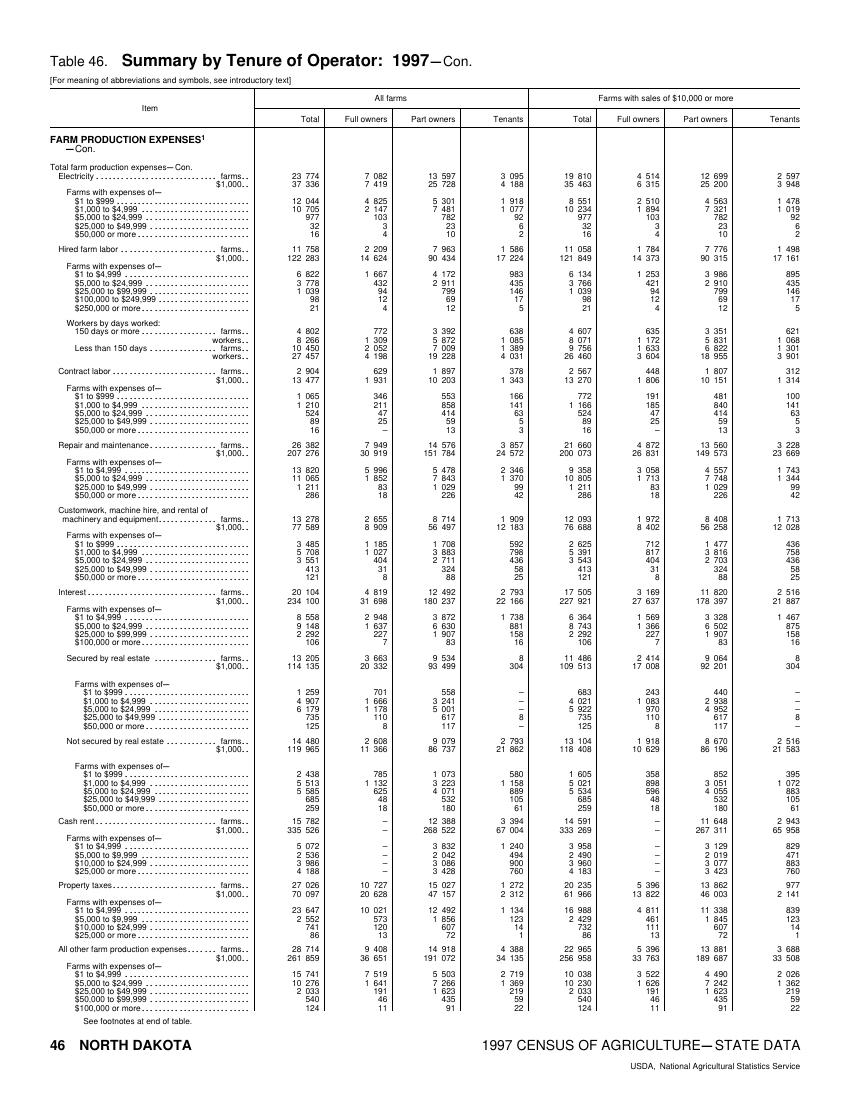 Table 46. Summary by Tenure of Operator: 1997—Con.
[For meaning of abbreviations and symbols, see introductory text]
Item
All farms
Farms with sales of $10,000 or more
Total Full owners Part owners Tenants Total Full owners Part owners Tenants
FARM PRODUCTION EXPENSES¹
—Con.
Total farm production expenses—Con.
Electricity farms.. 23 774 7 082 13 597 3 095 19 810 4 514 12 699 2 597
$1,000.. 37 336 7 419 25 728 4 188 35 463 6 315 25 200 3 948
Farms with expenses of—
$1 to $999 12 044 4 825 5 301 1 918 8 551 2 510 4 563 1 478
$1,000 to $4,999 10 705 2 147 7 481 1 077 10 234 1 894 7 321 1 019
$5,000 to $24,999 977 103 782 92 977 103 782 92
$25,000 to $49,999 32 3 23 6 32 3 23 6
$50,000 or more 16 4 10 2 16 4 10 2
Hired farm labor farms.. 11 758 2 209 7 963 1 586 11 058 1 784 7 776 1 498
$1,000.. 122 283 14 624 90 434 17 224 121 849 14 373 90 315 17 161
Farms with expenses of—
$1 to $4,999 6 822 1 667 4 172 983 6 134 1 253 3 986 895
$5,000 to $24,999 3 778 432 2 911 435 3 766 421 2 910 435
$25,000 to $99,999 1 039 94 799 146 1 039 94 799 146
$100,000 to $249,999 98 12 69 17 98 12 69 17
$250,000 or more 21 4 12 5 21 4 12 5
Workers by days worked:
150 days or more farms.. 4 802 772 3 392 638 4 607 635 3 351 621
workers.. 8 266 1 309 5 872 1 085 8 071 1 172 5 831 1 068
Less than 150 days farms.. 10 450 2 052 7 009 1 389 9 756 1 633 6 822 1 301
workers.. 27 457 4 198 19 228 4 031 26 460 3 604 18 955 3 901
Contract labor farms.. 2 904 629 1 897 378 2 567 448 1 807 312
$1,000.. 13 477 1 931 10 203 1 343 13 270 1 806 10 151 1 314
Farms with expenses of—
$1 to $999 1 065 346 553 166 772 191 481 100
$1,000 to $4,999 1 210 211 858 141 1 166 185 840 141
$5,000 to $24,999 524 47 414 63 524 47 414 63
$25,000 to $49,999 89 25 59 5 89 25 59 5
$50,000 or more 16 – 13 3 16 – 13 3
Repair and maintenance farms.. 26 382 7 949 14 576 3 857 21 660 4 872 13 560 3 228
$1,000.. 207 276 30 919 151 784 24 572 200 073 26 831 149 573 23 669
Farms with expenses of—
$1 to $4,999 13 820 5 996 5 478 2 346 9 358 3 058 4 557 1 743
$5,000 to $24,999 11 065 1 852 7 843 1 370 10 805 1 713 7 748 1 344
$25,000 to $49,999 1 211 83 1 029 99 1 211 83 1 029 99
$50,000 or more 286 18 226 42 286 18 226 42
Customwork, machine hire, and rental of
machinery and equipment farms.. 13 278 2 655 8 714 1 909 12 093 1 972 8 408 1 713
$1,000.. 77 589 8 909 56 497 12 183 76 688 8 402 56 258 12 028
Farms with expenses of—
$1 to $999 3 485 1 185 1 708 592 2 625 712 1 477 436
$1,000 to $4,999 5 708 1 027 3 883 798 5 391 817 3 816 758
$5,000 to $24,999 3 551 404 2 711 436 3 543 404 2 703 436
$25,000 to $49,999 413 31 324 58 413 31 324 58
$50,000 or more 121 8 88 25 121 8 88 25
Interest farms.. 20 104 4 819 12 492 2 793 17 505 3 169 11 820 2 516
$1,000.. 234 100 31 698 180 237 22 166 227 921 27 637 178 397 21 887
Farms with expenses of—
$1 to $4,999 8 558 2 948 3 872 1 738 6 364 1 569 3 328 1 467
$5,000 to $24,999 9 148 1 637 6 630 881 8 743 1 366 6 502 875
$25,000 to $99,999 2 292 227 1 907 158 2 292 227 1 907 158
$100,000 or more 106 7 83 16 106 7 83 16
Secured by real estate farms.. 13 205 3 663 9 534 8 11 486 2 414 9 064 8
$1,000.. 114 135 20 332 93 499 304 109 513 17 008 92 201 304
Farms with expenses of—
$1 to $999 1 259 701 558 – 683 243 440 –
$1,000 to $4,999 4 907 1 666 3 241 – 4 021 1 083 2 938 –
$5,000 to $24,999 6 179 1 178 5 001 – 5 922 970 4 952 –
$25,000 to $49,999 735 110 617 8 735 110 617 8
$50,000 or more 125 8 117 – 125 8 117 –
Not secured by real estate farms.. 14 480 2 608 9 079 2 793 13 104 1 918 8 670 2 516
$1,000.. 119 965 11 366 86 737 21 862 118 408 10 629 86 196 21 583
Farms with expenses of—
$1 to $999 2 438 785 1 073 580 1 605 358 852 395
$1,000 to $4,999 5 513 1 132 3 223 1 158 5 021 898 3 051 1 072
$5,000 to $24,999 5 585 625 4 071 889 5 534 596 4 055 883
$25,000 to $49,999 685 48 532 105 685 48 532 105
$50,000 or more 259 18 180 61 259 18 180 61
Cash rent farms.. 15 782 – 12 388 3 394 14 591 – 11 648 2 943
$1,000.. 335 526 – 268 522 67 004 333 269 – 267 311 65 958
Farms with expenses of—
$1 to $4,999 5 072 – 3 832 1 240 3 958 – 3 129 829
$5,000 to $9,999 2 536 – 2 042 494 2 490 – 2 019 471
$10,000 to $24,999 3 986 – 3 086 900 3 960 – 3 077 883
$25,000 or more 4 188 – 3 428 760 4 183 – 3 423 760
Property taxes farms.. 27 026 10 727 15 027 1 272 20 235 5 396 13 862 977
$1,000.. 70 097 20 628 47 157 2 312 61 966 13 822 46 003 2 141
Farms with expenses of—
$1 to $4,999 23 647 10 021 12 492 1 134 16 988 4 811 11 338 839
$5,000 to $9,999 2 552 573 1 856 123 2 429 461 1 845 123
$10,000 to $24,999 741 120 607 14 732 111 607 14
$25,000 or more 86 13 72 1 86 13 72 1
All other farm production expenses farms.. 28 714 9 408 14 918 4 388 22 965 5 396 13 881 3 688
$1,000.. 261 859 36 651 191 072 34 135 256 958 33 763 189 687 33 508
Farms with expenses of—
$1 to $4,999 15 741 7 519 5 503 2 719 10 038 3 522 4 490 2 026
$5,000 to $24,999 10 276 1 641 7 266 1 369 10 230 1 626 7 242 1 362
$25,000 to $49,999 2 033 191 1 623 219 2 033 191 1 623 219
$50,000 to $99,999 540 46 435 59 540 46 435 59
$100,000 or more 124 11 91 22 124 11 91 22
See footnotes at end of table.
46 NORTH DAKOTA
1997 CENSUS OF AGRICULTURE—STATE DATA
USDA, National Agricultural Statistics Service